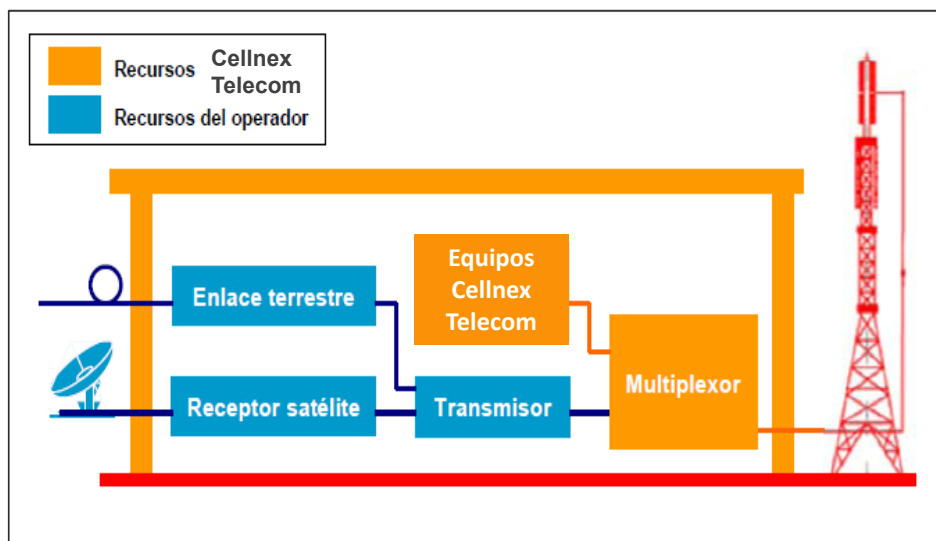 Recursos Cellnex
Telecom
Recursos del operador
Equipos
Cellnex
Telecom
Enlace terrestre
Multiplexor
Receptor satélite
Transmisor